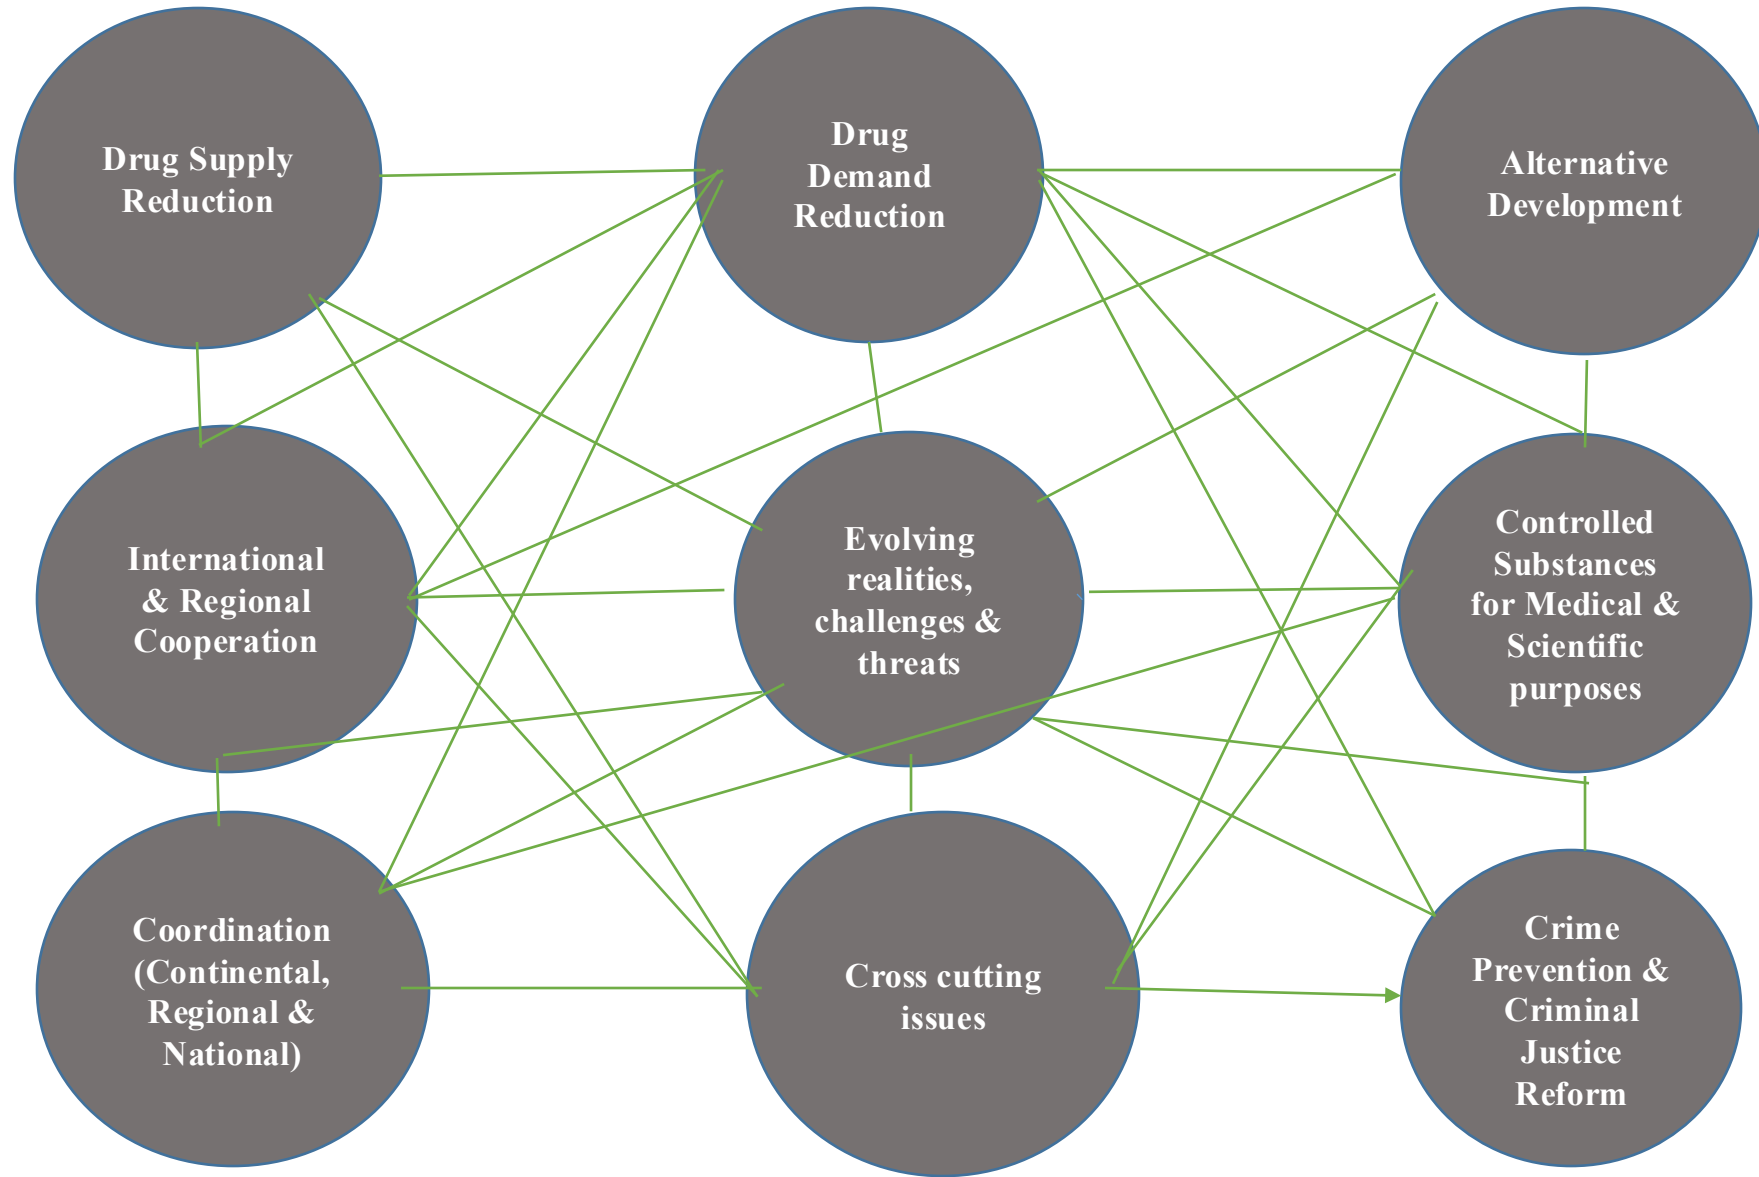 Drug Supply
Reduction
Drug
Demand
Reduction
Alternative
Development
International
& Regional
Cooperation
Evolving
realities,
challenges &
threats
Controlled
Substances
for Medical &
Scientific
purposes
Coordination
(Continental,
Regional &
National)
Cross cutting
issues
Crime
Prevention &
Criminal
Justice
Reform